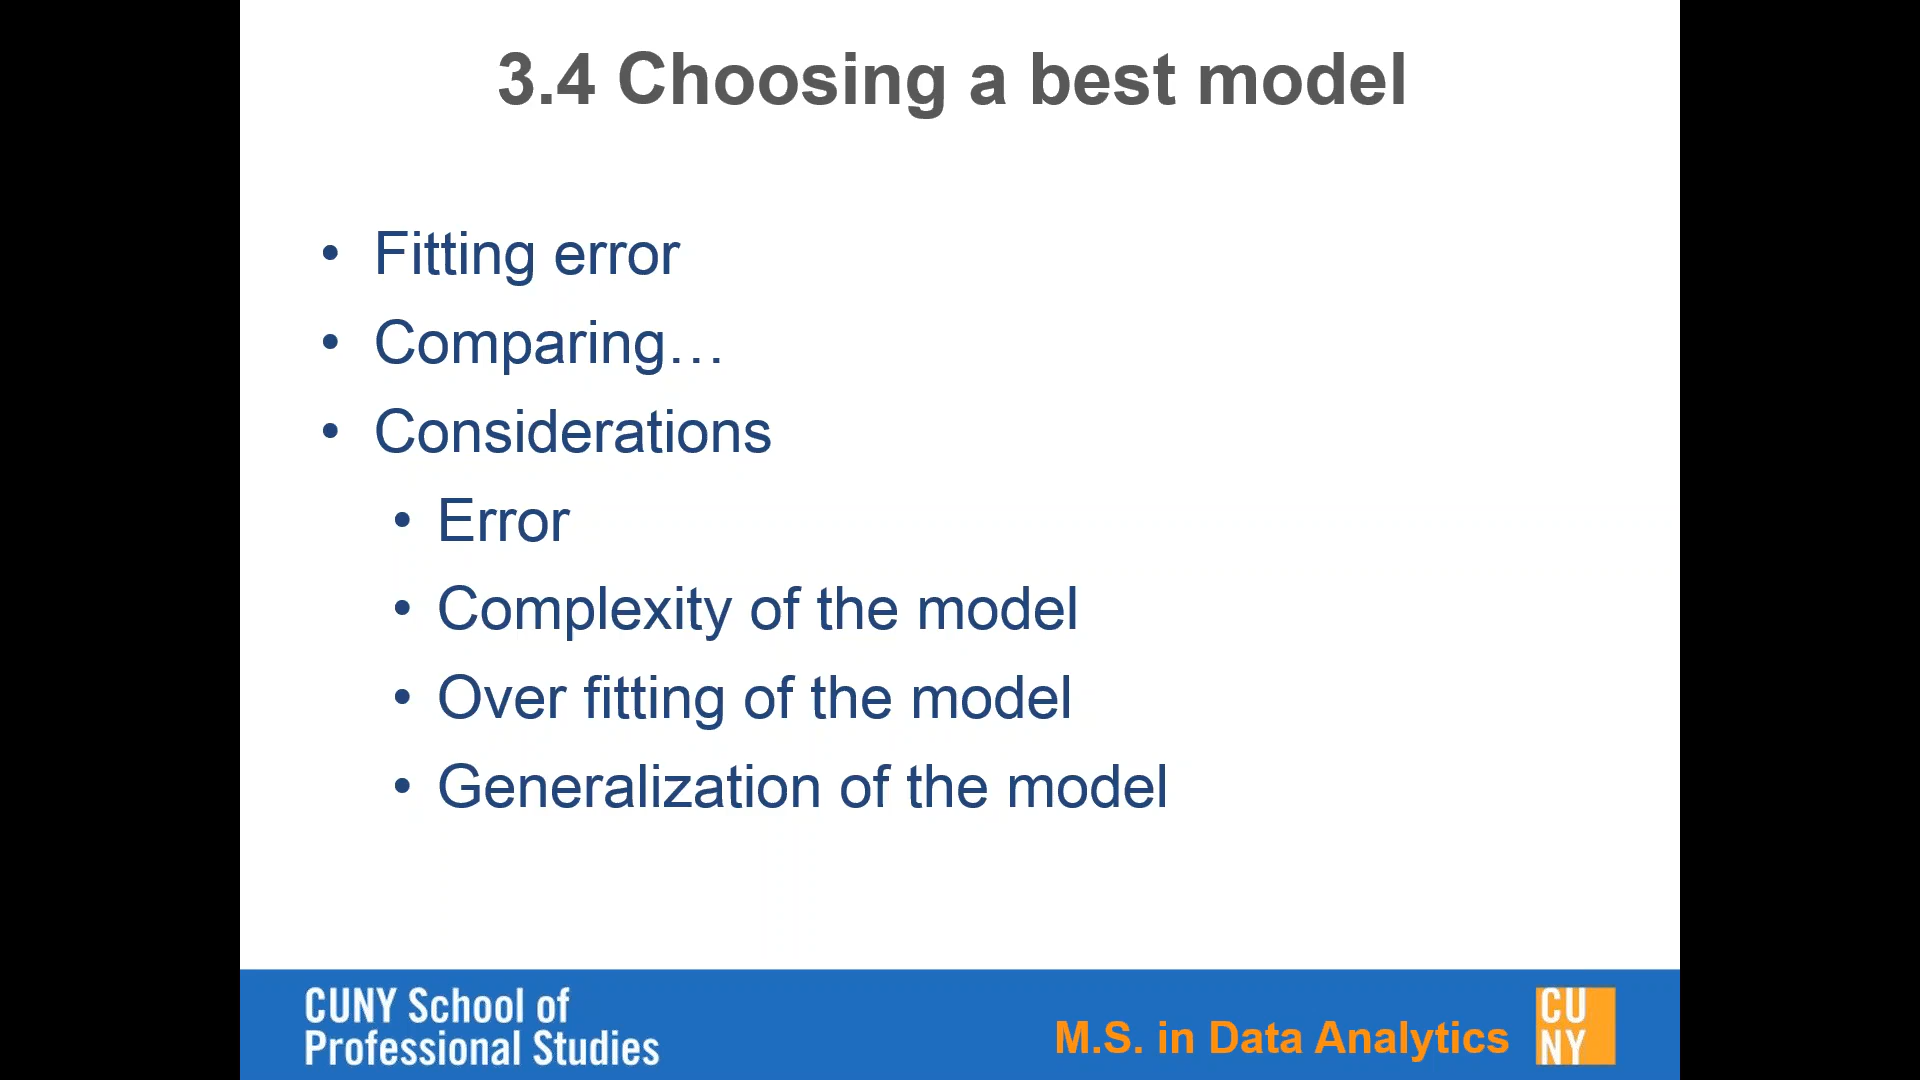 3.4 Choosing a best model
• Fitting error
• Comparing…
• Considerations
• Error
• Complexity of the model
• Over fitting of the model
• Generalization of the model
CUNY School of
Professional Studies
M.S. in Data Analytics
CU
NY